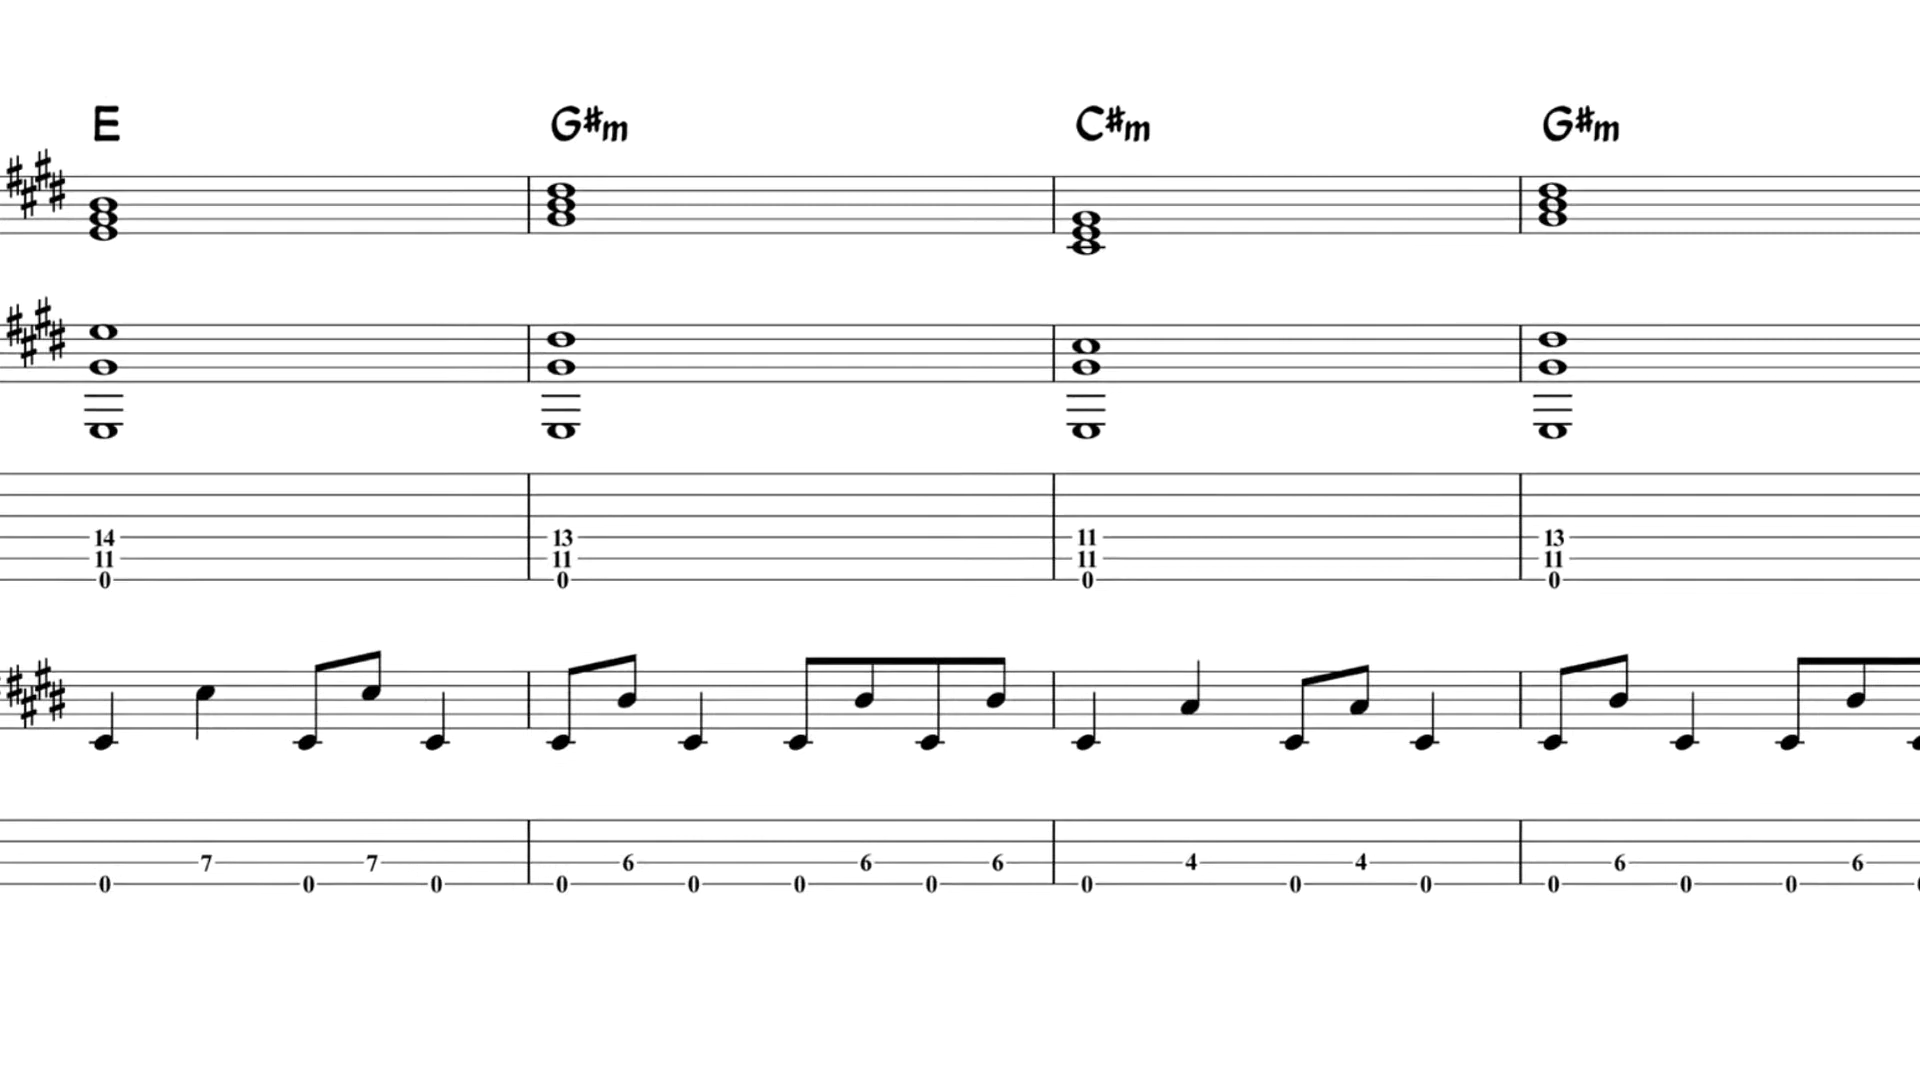 E G#m C#m G#m
14 13 11 13
11 11 11 11
0 0 0 0
7 7 6 6 6 4 4 6 6
0 0 0 0 0 0 0 0 0 0 0 0 0